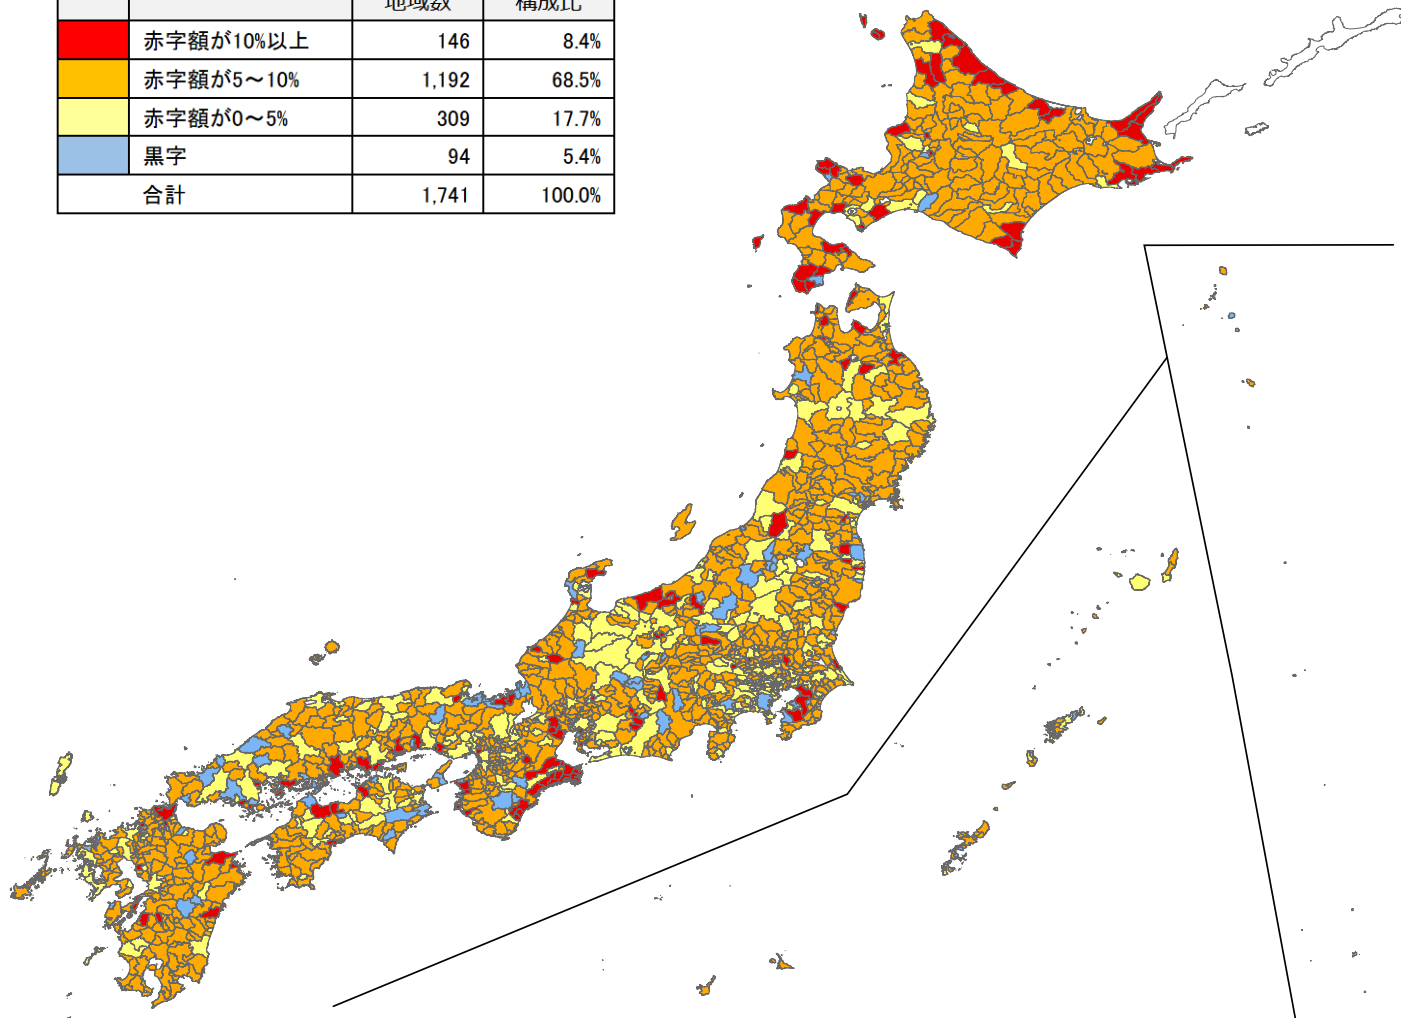 地域数 構成比
赤字額が10%以上 146 8.4%
赤字額が5～10% 1,192 68.5%
赤字額が0～5% 309 17.7%
黒字 94 5.4%
合計 1,741 100.0%